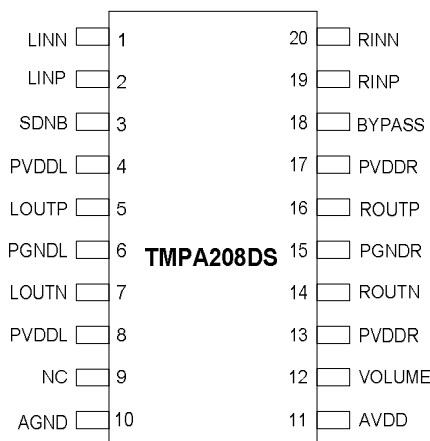 LINN 1 20 RINN
LINP 2 19 RINP
SDNB 3 18 BYPASS
PVDDL 4 17 PVDDR
LOUTP 5 16 ROUTP
PGNDL 6 TMPA208DS 15 PGNDR
LOUTN 7 14 ROUTN
PVDDL 8 13 PVDDR
NC 9 12 VOLUME
AGND 10 11 AVDD